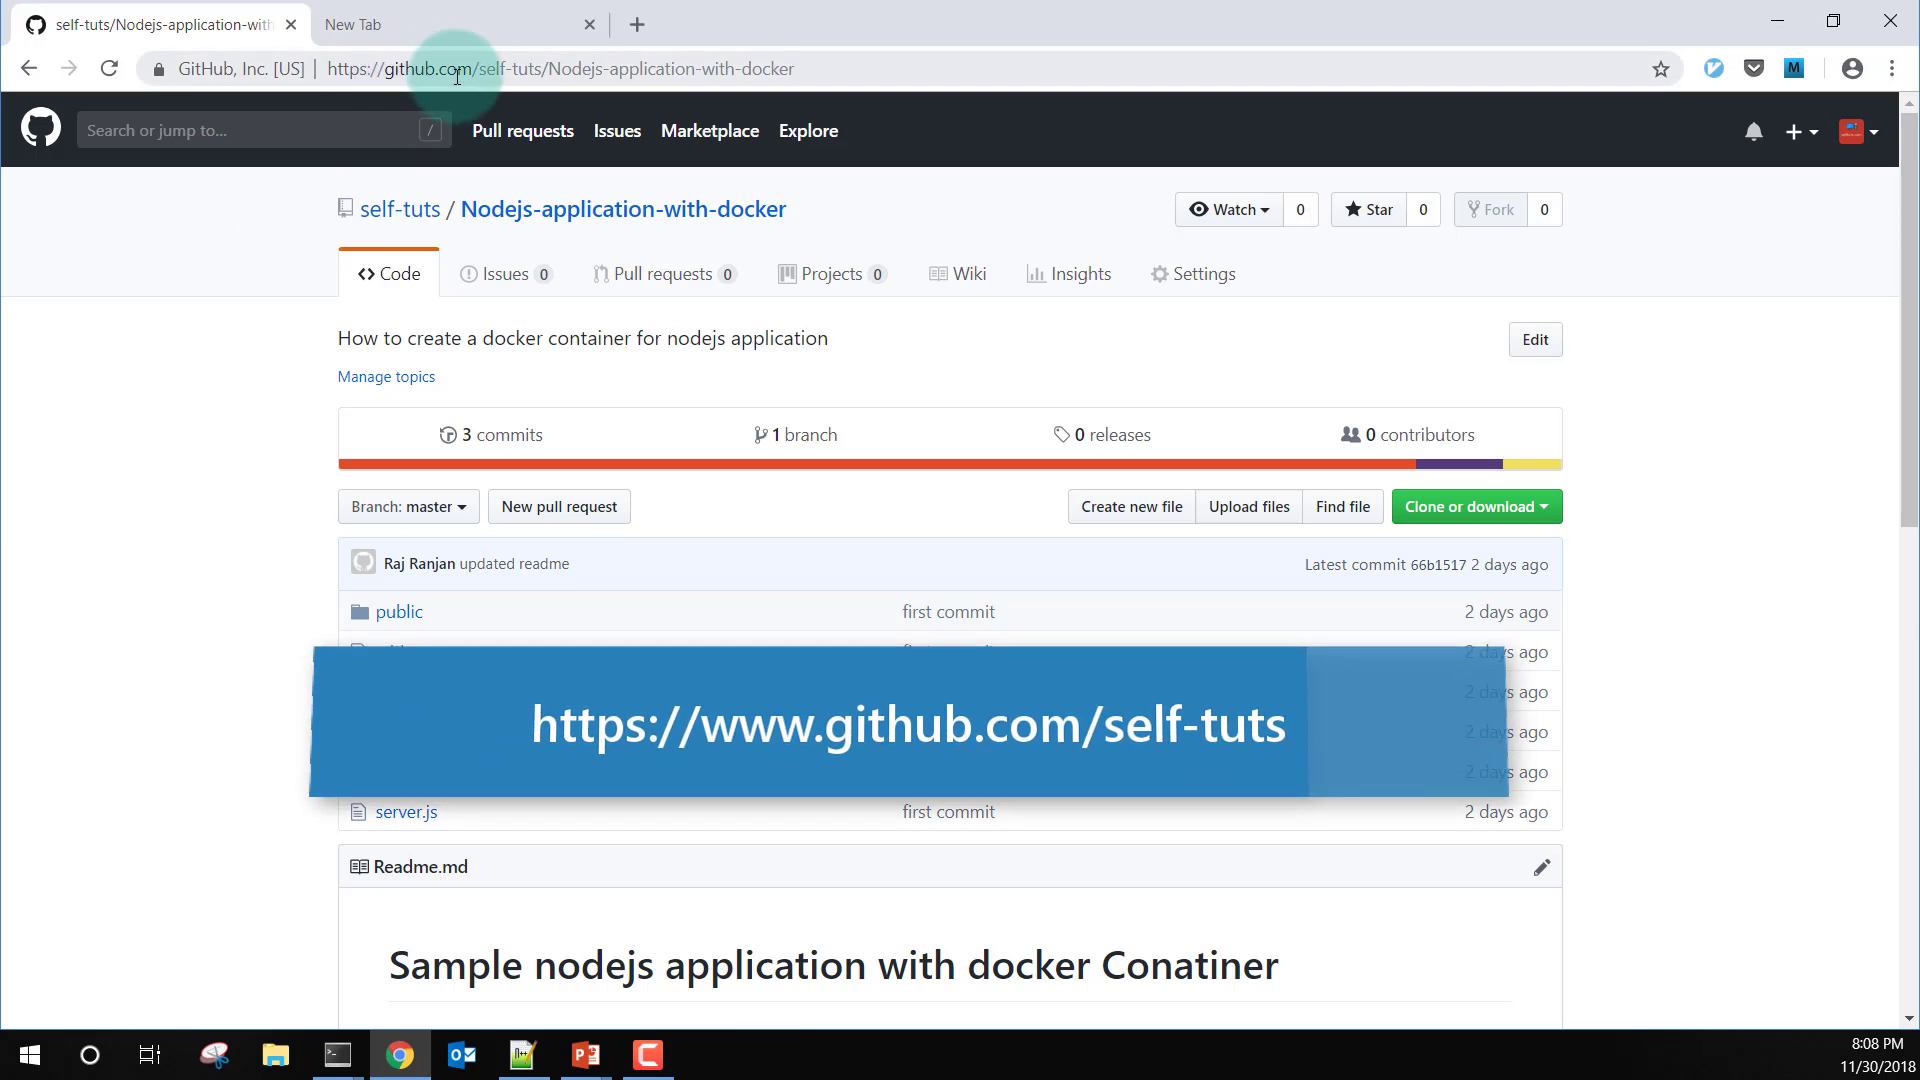 self-tuts/Nodejs-application-with
New Tab
GitHub, Inc. [US] | https://github.com/self-tuts/Nodejs-application-with-docker
M
Search or jump to... /
Pull requests Issues Marketplace Explore
self-tuts / Nodejs-application-with-docker
Watch 0 Star 0 Fork 0
Code Issues 0 Pull requests 0 Projects 0 Wiki Insights Settings
How to create a docker container for nodejs application
Edit
Manage topics
3 commits 1 branch 0 releases 0 contributors
Branch: master New pull request Create new file Upload files Find file Clone or download
Raj Ranjan updated readme Latest commit 66b1517 2 days ago
public first commit 2 days ago
2 days ago
2 days ago
https://www.github.com/self-tuts
2 days ago
2 days ago
server.js first commit 2 days ago
Readme.md
Sample nodejs application with docker Conatiner
8:08 PM
11/30/2018